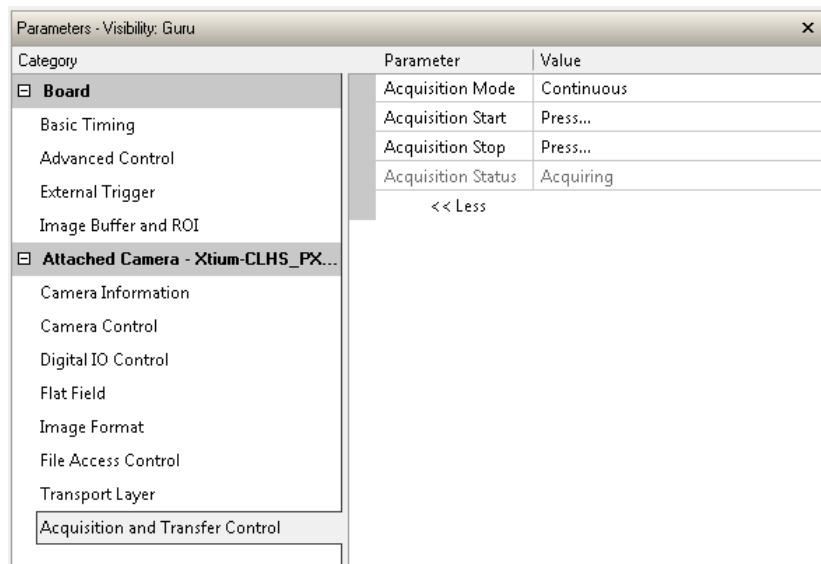 Parameters - Visibility: Guru
Category
Parameter Value
Board
Basic Timing
Advanced Control
External Trigger
Image Buffer and ROI
Attached Camera - Xtium-CLHS_PX...
Camera Information
Camera Control
Digital IO Control
Flat Field
Image Format
File Access Control
Transport Layer
Acquisition and Transfer Control
Acquisition Mode Continuous
Acquisition Start Press...
Acquisition Stop Press...
Acquisition Status Acquiring
<< Less